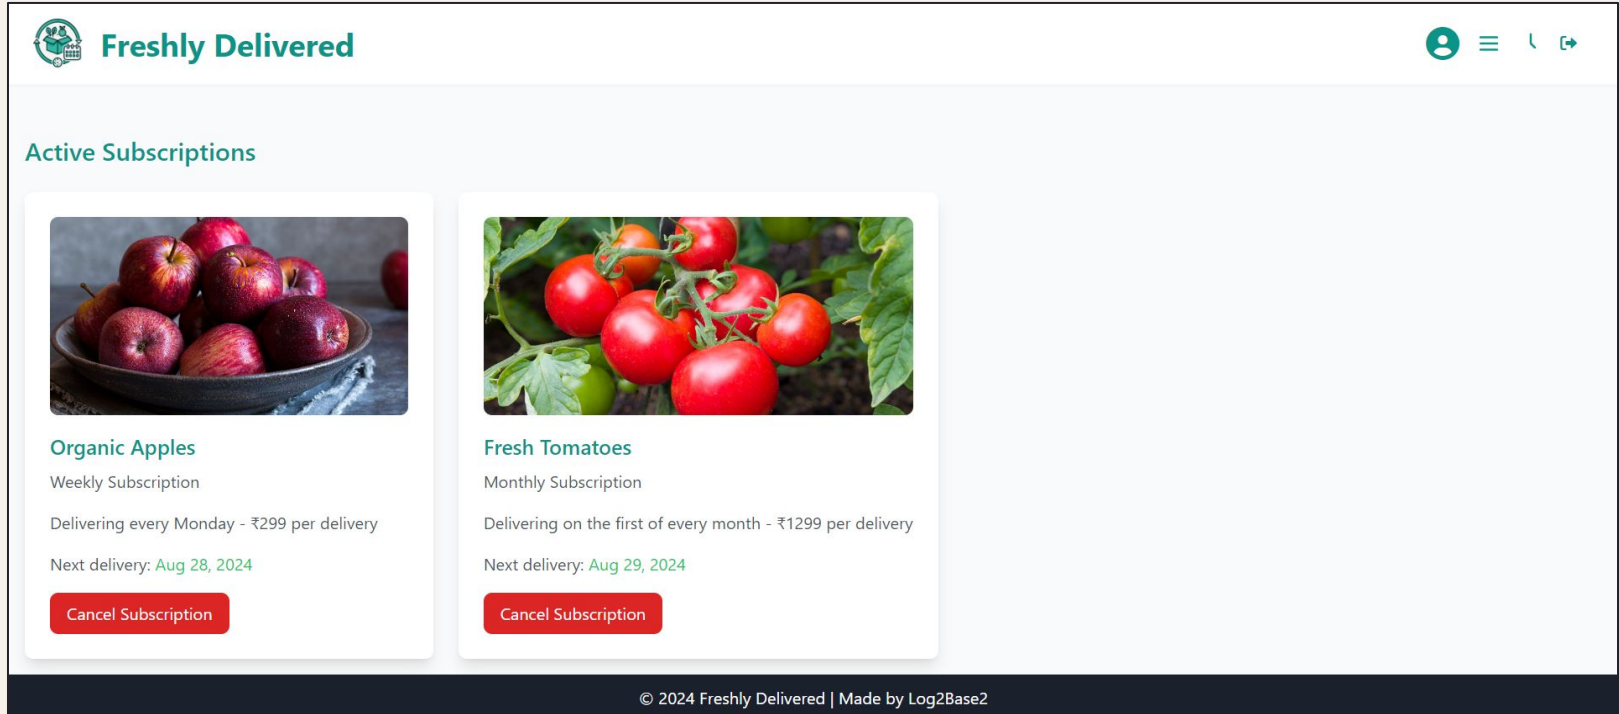 Freshly Delivered
Active Subscriptions
Organic Apples
Weekly Subscription
Delivering every Monday - ₹299 per delivery
Next delivery: Aug 28, 2024
Cancel Subscription
Fresh Tomatoes
Monthly Subscription
Delivering on the first of every month - ₹1299 per delivery
Next delivery: Aug 29, 2024
Cancel Subscription
© 2024 Freshly Delivered | Made by Log2Base2